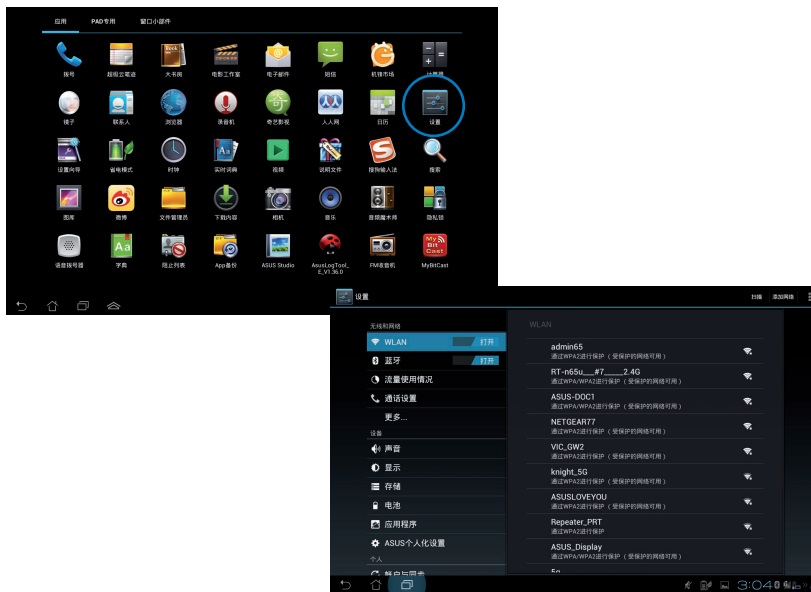 应用 PAD专用 窗口小部件
拨号 超级云笔迹 大书房 电影工作室 电子邮件 短信 机锋市场 计算器
镜子 联系人 浏览器 录音机 奇艺影视 人人网 日历 设置
设置向导 省电模式 时钟 实时词典 视频 说明文件 搜狗输入法 搜索
图库 微博 文件管理员 下载内容 相机 音乐 音频魔术师 隐私锁
语音拨号器 字典 阻止列表 App备份 ASUS Studio AsusLogTool_E_V1.36.0 FM收音机 MyBitCast
设置 扫描 添加网络
无线和网络
WLAN 打开
蓝牙 打开
流量使用情况
通话设置
更多...
设备
声音
显示
存储
电池
应用程序
ASUS个人化设置
个人
帐户与同步
WLAN
admin65
通过WPA2进行保护（受保护的网络可用）
RT-n65u___#7_____2.4G
通过WPA/WPA2进行保护（受保护的网络可用）
ASUS-DOC1
通过WPA2进行保护（受保护的网络可用）
NETGEAR77
通过WPA2进行保护（受保护的网络可用）
VIC_GW2
通过WPA2进行保护（受保护的网络可用）
knight_5G
通过WPA2进行保护（受保护的网络可用）
ASUSLOVEYOU
通过WPA2进行保护（受保护的网络可用）
Repeater_PRT
通过WPA2进行保护
ASUS_Display
通过WPA/WPA2进行保护（受保护的网络可用）
3:04